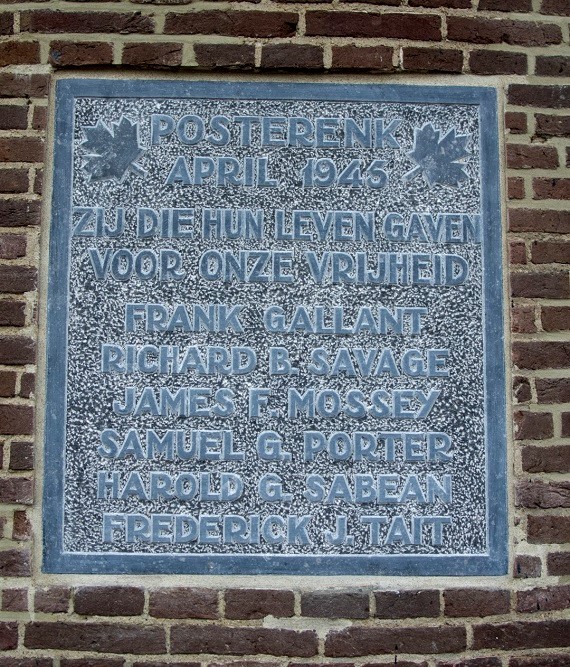 POSTERENK
APRIL 1945
ZIJ DIE HUN LEVEN GAVEN
VOOR ONZE VRIJHEID
FRANK GALLANT
RICHARD B. SAVAGE
JAMES F. MOSSEY
SAMUEL G. PORTER
HAROLD G. SABEAN
FREDERICK J. TAIT